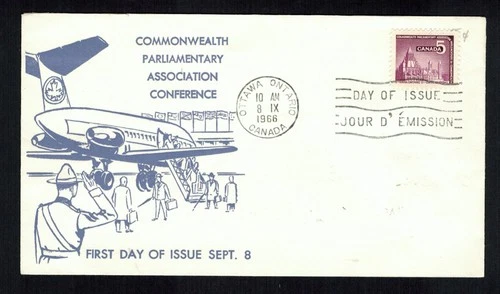 COMMONWEALTH
PARLIAMENTARY
ASSOCIATION
CONFERENCE
OTTAWA ONTARIO
10 AM
8 IX
1966
CANADA
CANADA 5
DAY OF ISSUE
JOUR D'ÉMISSION
FIRST DAY OF ISSUE SEPT. 8